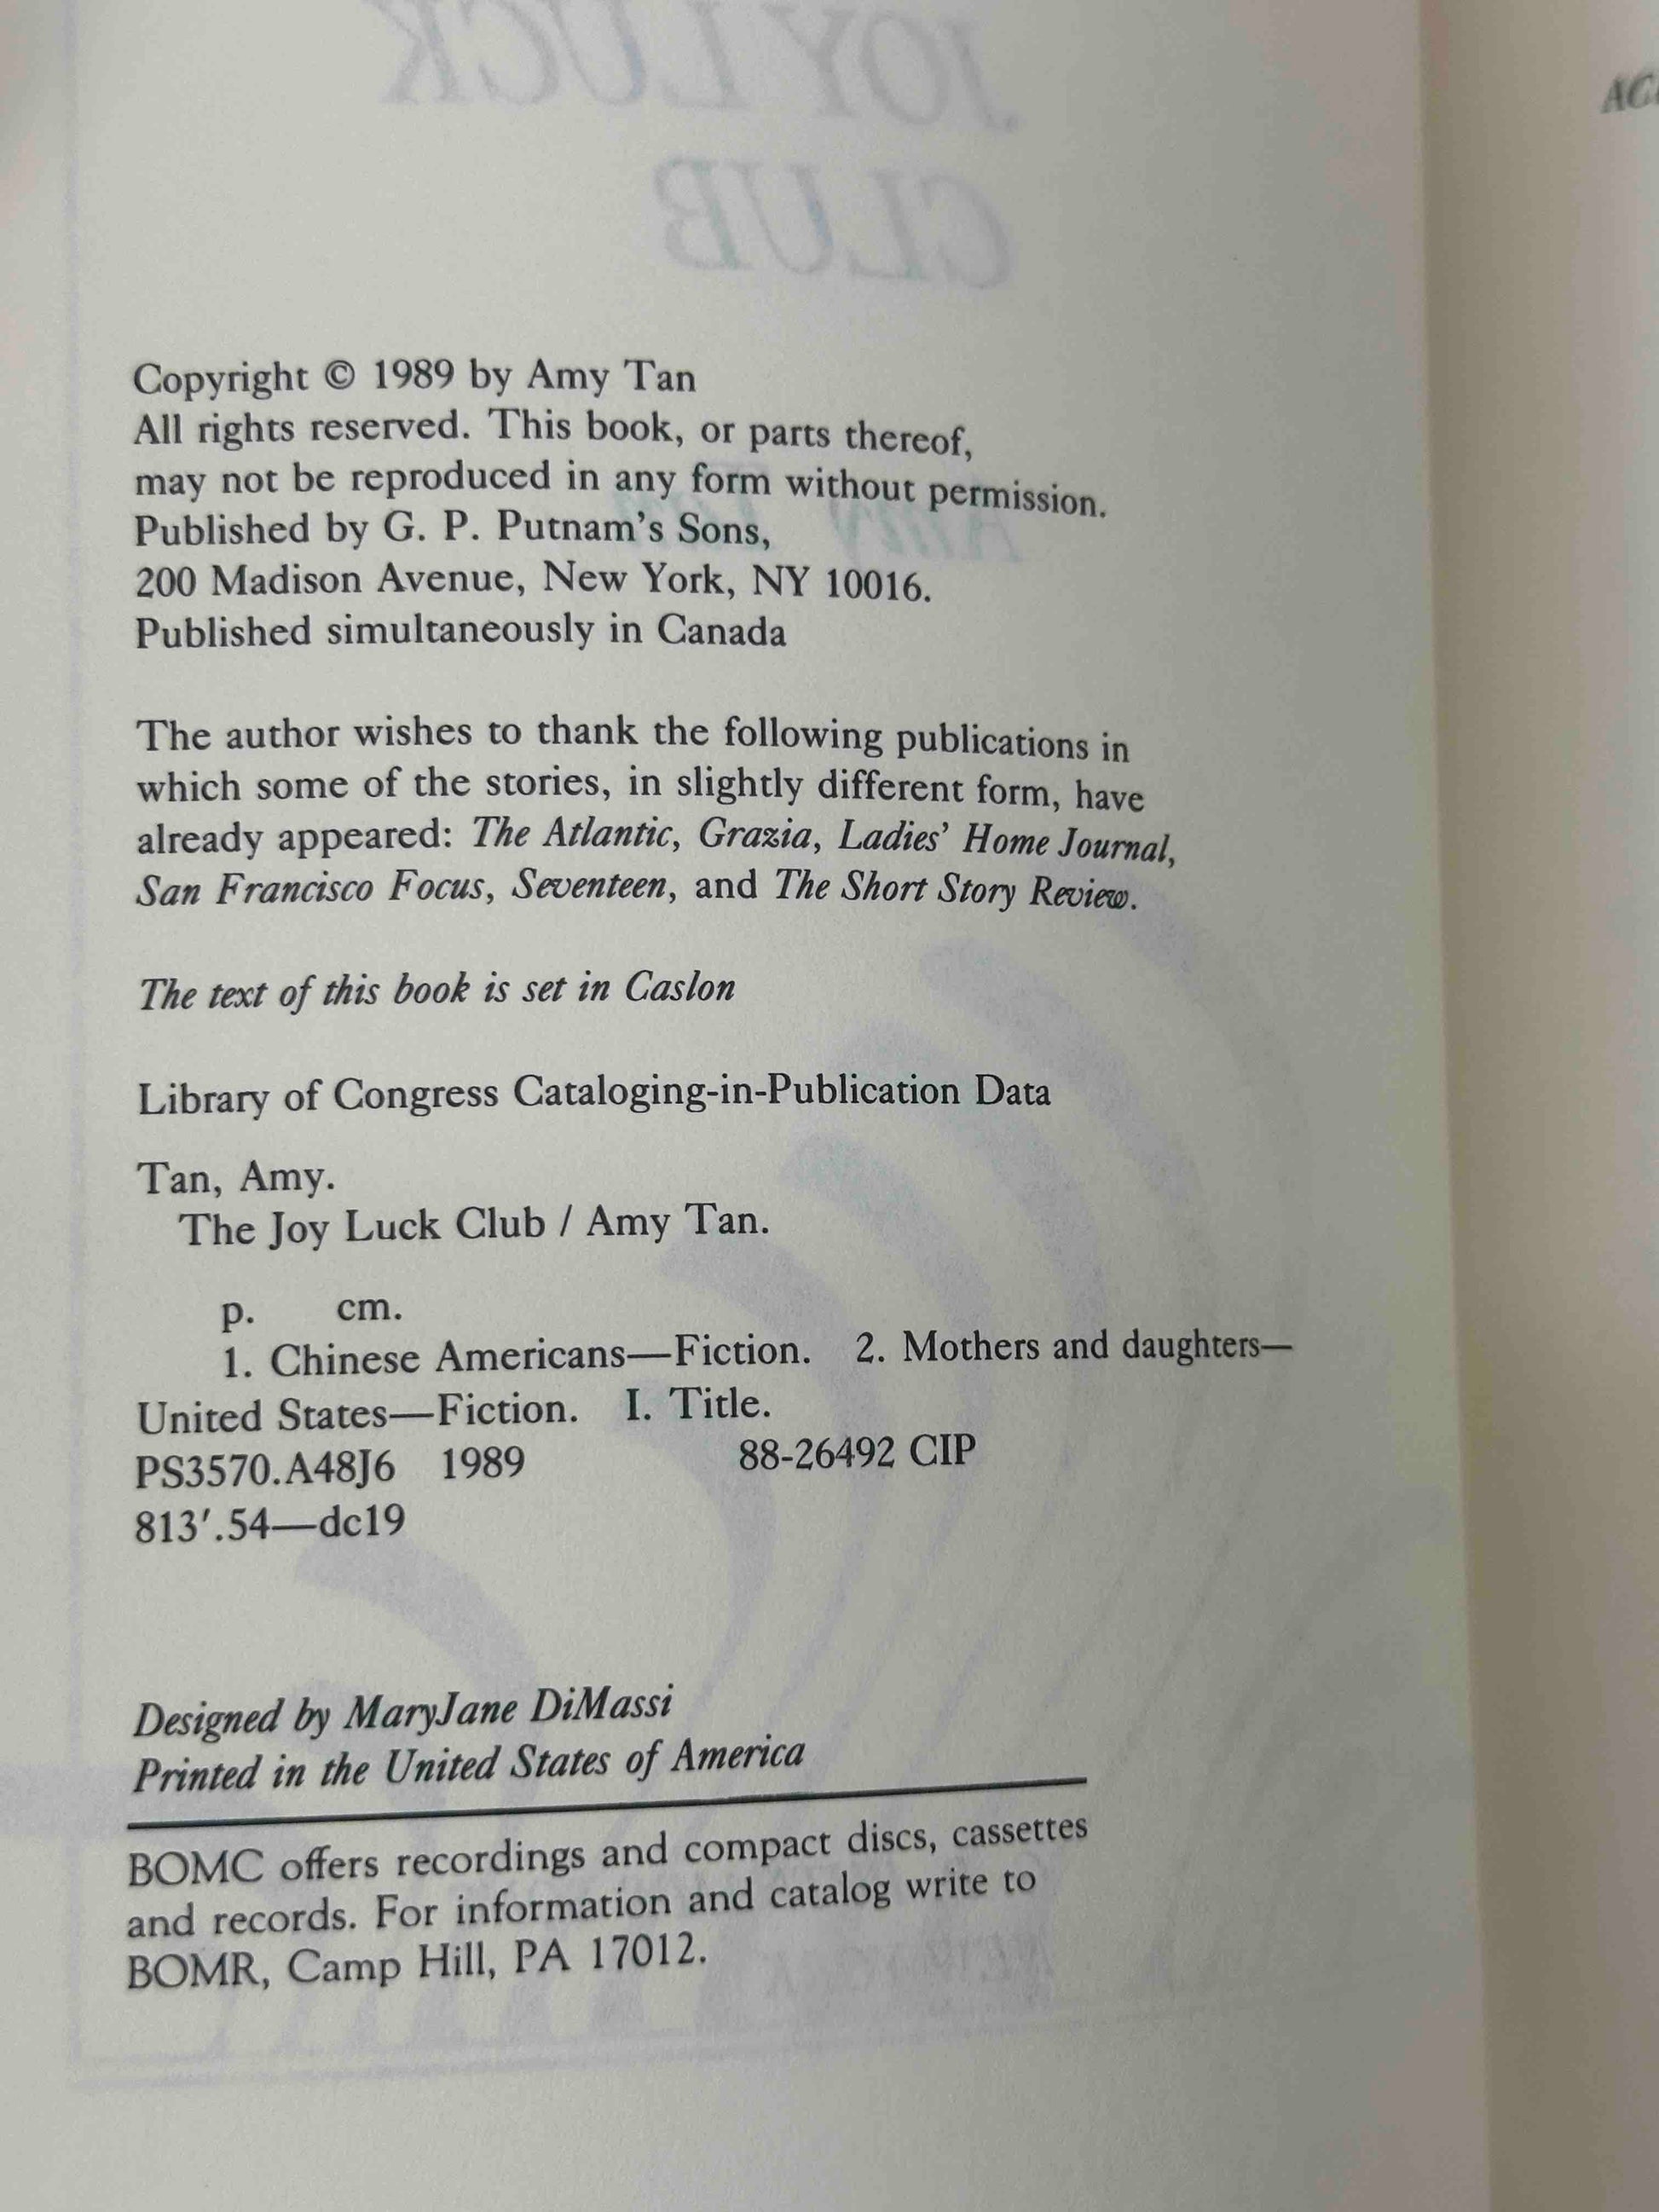 JOY LUCK
CLUB
Copyright © 1989 by Amy Tan
All rights reserved. This book, or parts thereof,
may not be reproduced in any form without permission.
Published by G. P. Putnam's Sons,
200 Madison Avenue, New York, NY 10016.
Published simultaneously in Canada
The author wishes to thank the following publications in
which some of the stories, in slightly different form, have
already appeared: The Atlantic, Grazia, Ladies' Home Journal,
San Francisco Focus, Seventeen, and The Short Story Review.
The text of this book is set in Caslon
Library of Congress Cataloging-in-Publication Data
Tan, Amy.
The Joy Luck Club / Amy Tan.
p. cm.
1. Chinese Americans—Fiction. 2. Mothers and daughters—
United States—Fiction. I. Title.
PS3570.A48J6 1989 88-26492 CIP
813′.54—dc19
Designed by MaryJane DiMassi
Printed in the United States of America
BOMC offers recordings and compact discs, cassettes
and records. For information and catalog write to
BOMR, Camp Hill, PA 17012.